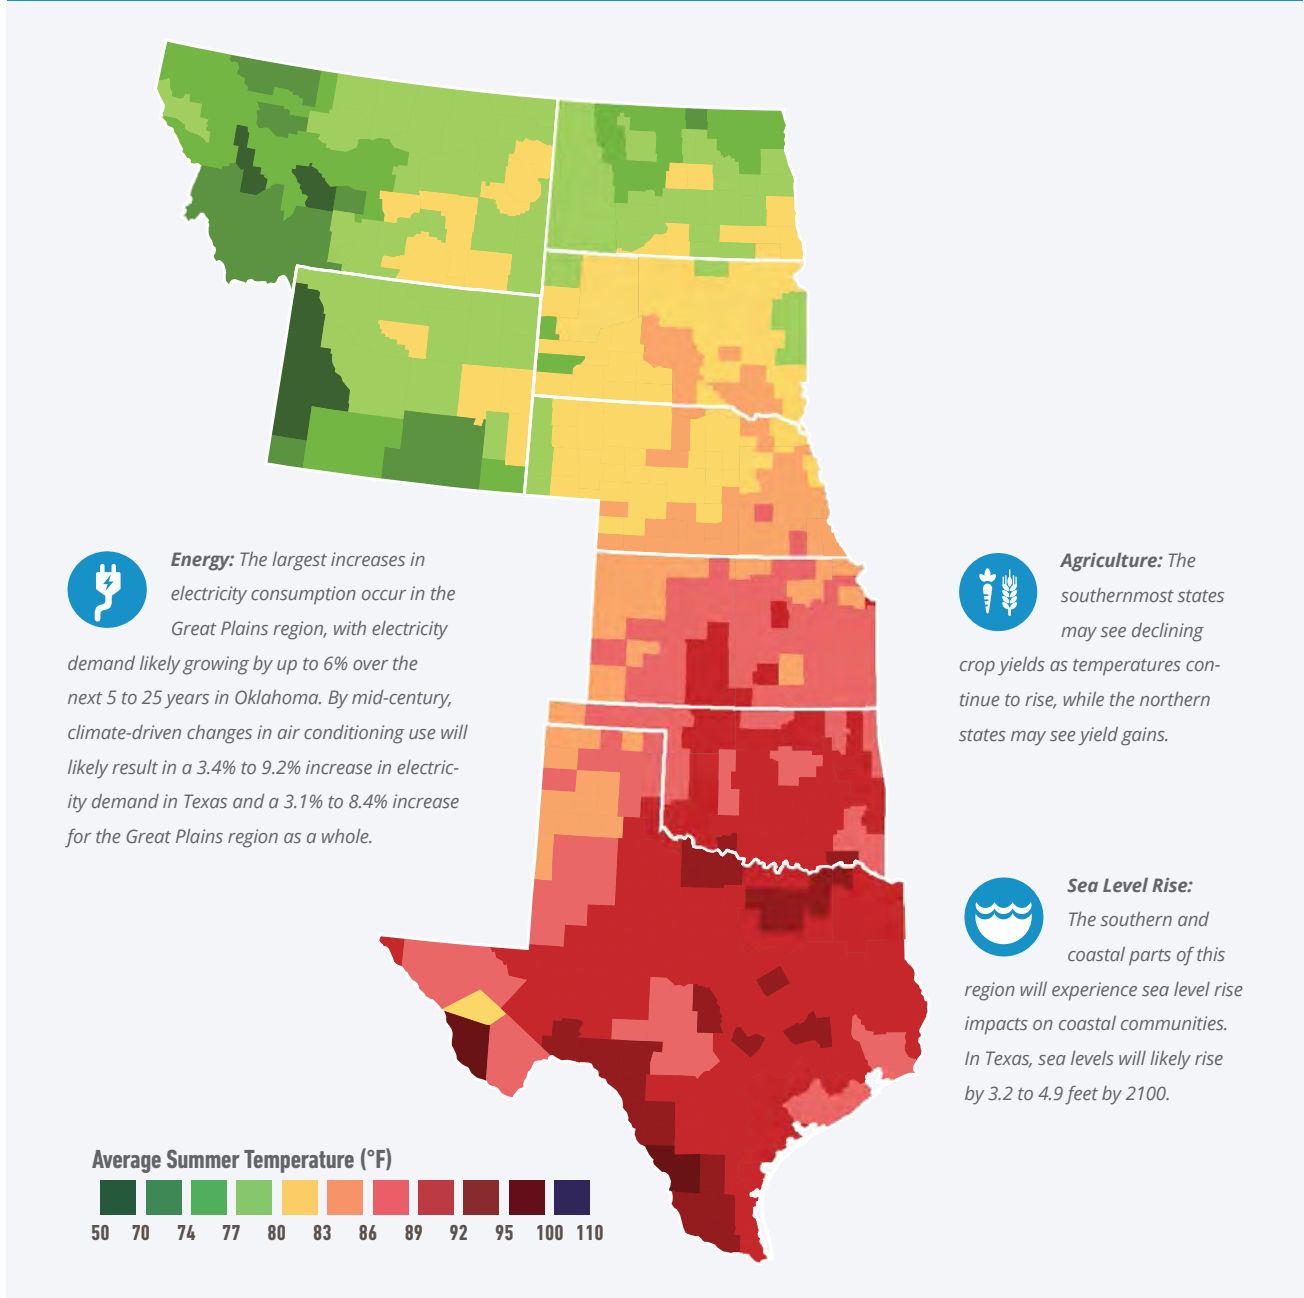 Energy: The largest increases in
electricity consumption occur in the
Great Plains region, with electricity
demand likely growing by up to 6% over the
next 5 to 25 years in Oklahoma. By mid-century,
climate-driven changes in air conditioning use will
likely result in a 3.4% to 9.2% increase in electric-
ity demand in Texas and a 3.1% to 8.4% increase
for the Great Plains region as a whole.
Agriculture: The
southernmost states
may see declining
crop yields as temperatures con-
tinue to rise, while the northern
states may see yield gains.
Sea Level Rise:
The southern and
coastal parts of this
region will experience sea level rise
impacts on coastal communities.
In Texas, sea levels will likely rise
by 3.2 to 4.9 feet by 2100.
Average Summer Temperature (°F)
50 70 74 77 80 83 86 89 92 95 100 110